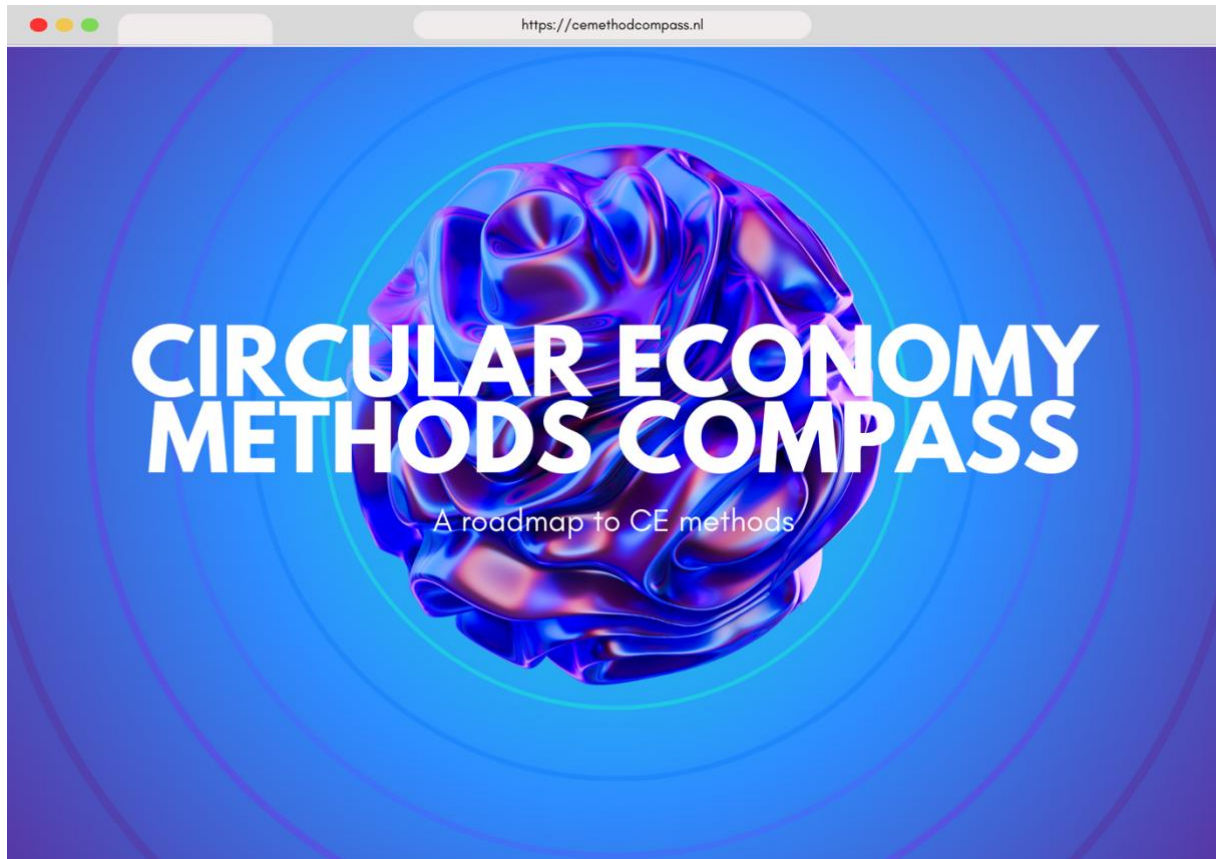 https://cemethodcompass.nl
CIRCULAR ECONOMY
METHODS COMPASS
A roadmap to CE methods